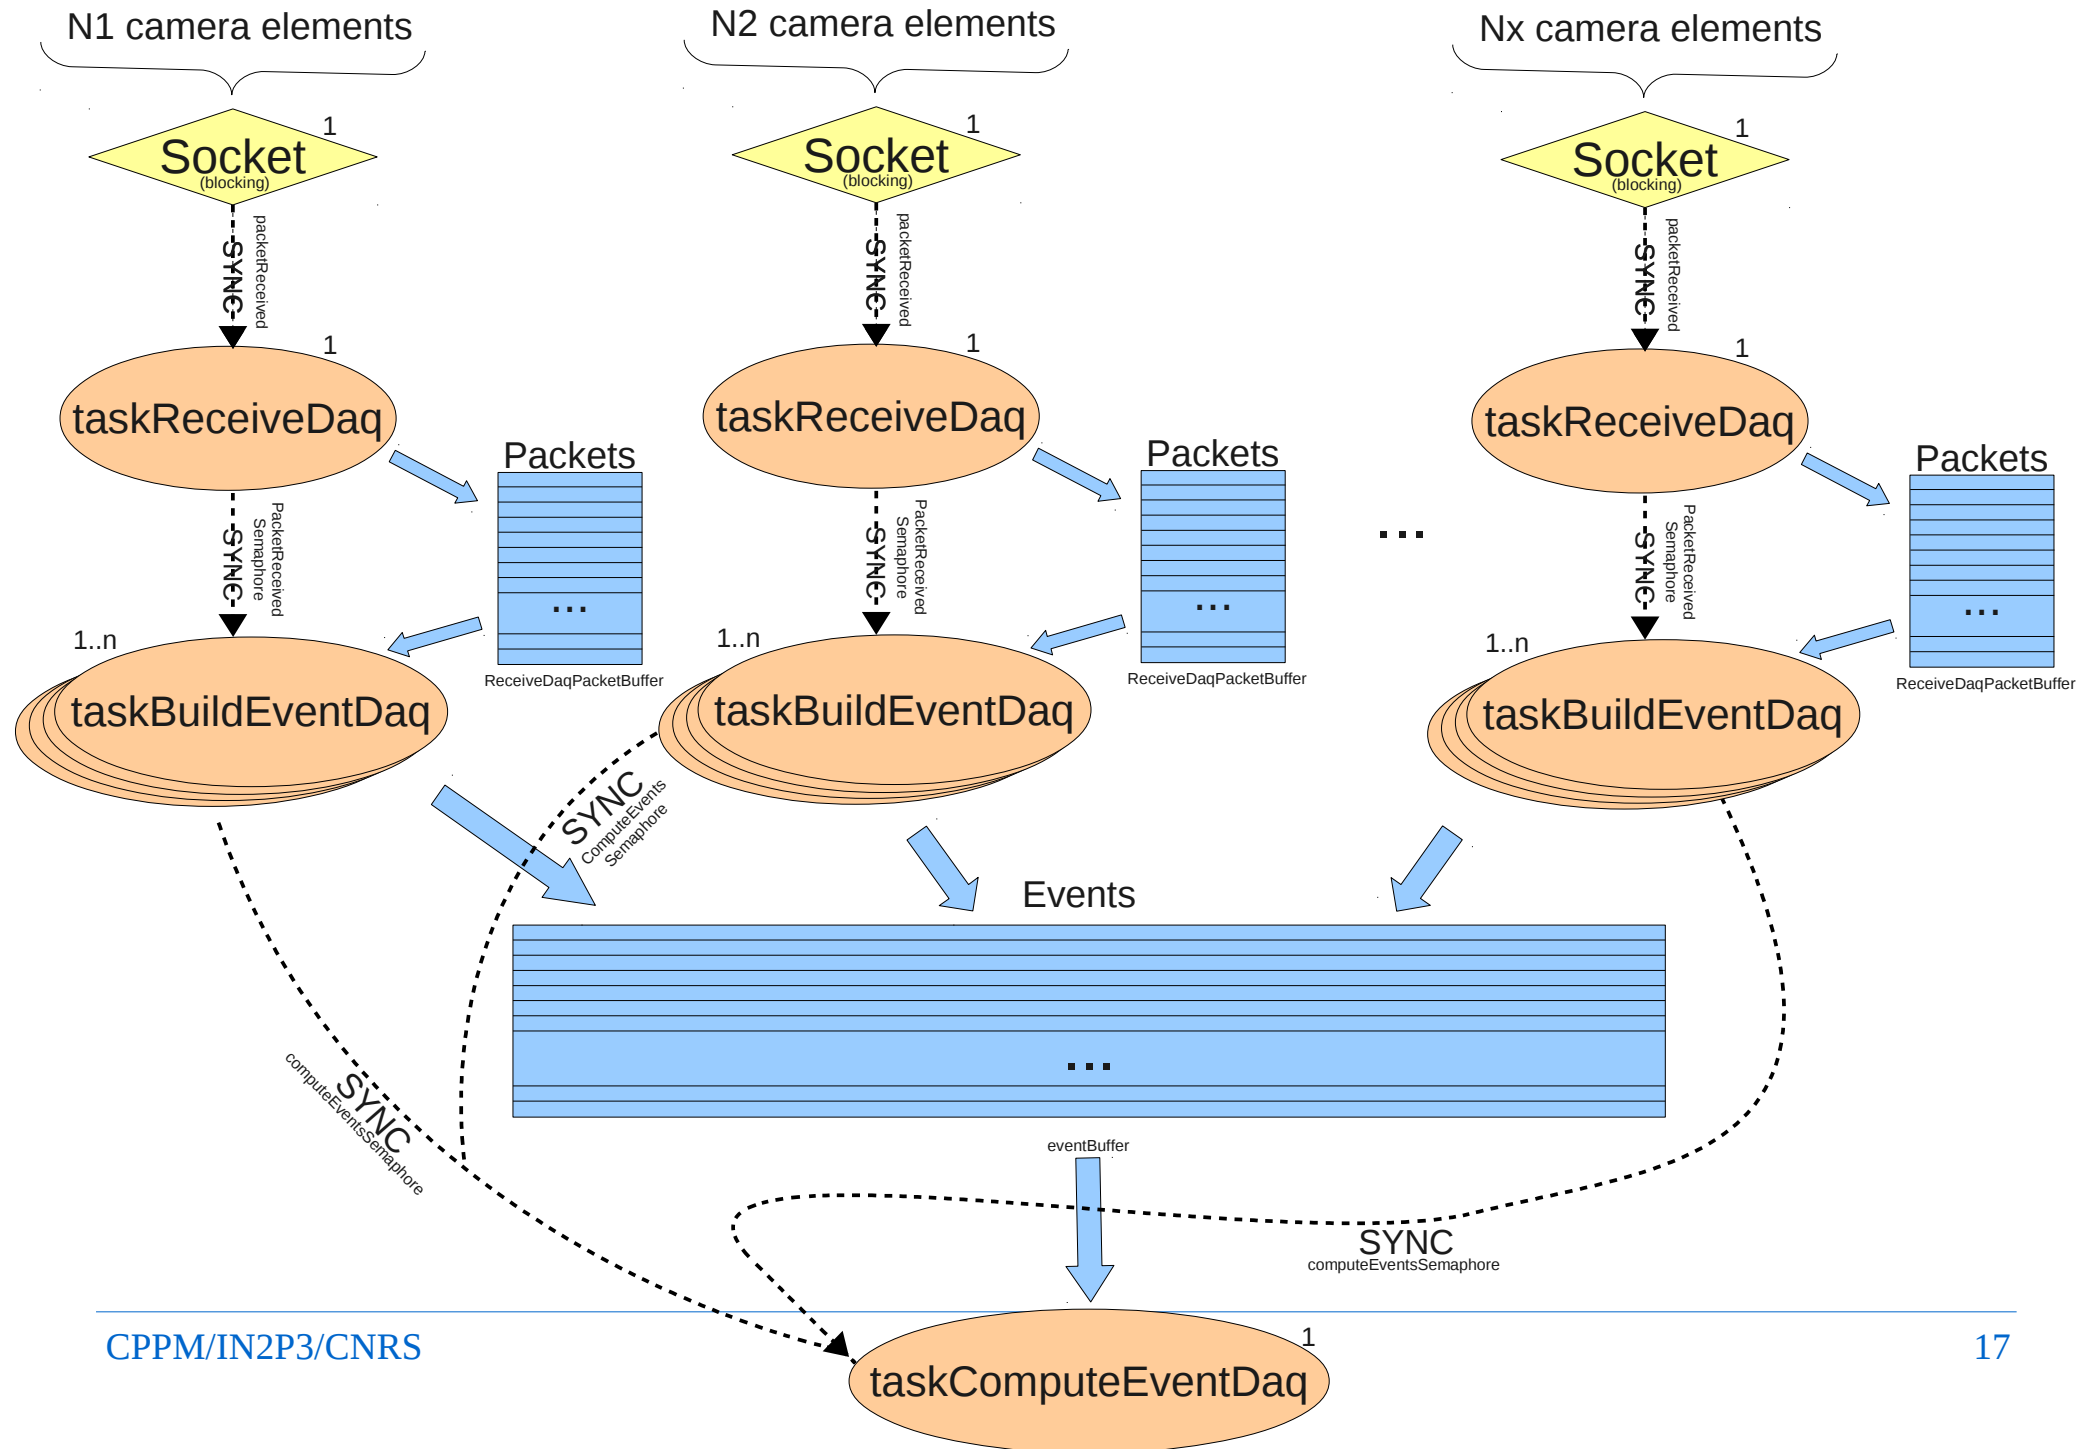 N1 camera elements
N2 camera elements
Nx camera elements
1
Socket
(blocking)
1
Socket
(blocking)
1
Socket
(blocking)
SYNC
packetReceived
SYNC
packetReceived
SYNC
packetReceived
1
taskReceiveDaq
1
taskReceiveDaq
1
taskReceiveDaq
Packets
...
ReceiveDaqPacketBuffer
Packets
...
ReceiveDaqPacketBuffer
...
Packets
...
ReceiveDaqPacketBuffer
SYNC
PacketReceived
Semaphore
SYNC
PacketReceived
Semaphore
SYNC
PacketReceived
Semaphore
1..n
taskBuildEventDaq
1..n
taskBuildEventDaq
1..n
taskBuildEventDaq
SYNC
ComputeEvents
Semaphore
Events
...
eventBuffer
SYNC
computeEventsSemaphore
SYNC
computeEventsSemaphore
1
taskComputeEventDaq
CPPM/IN2P3/CNRS
17